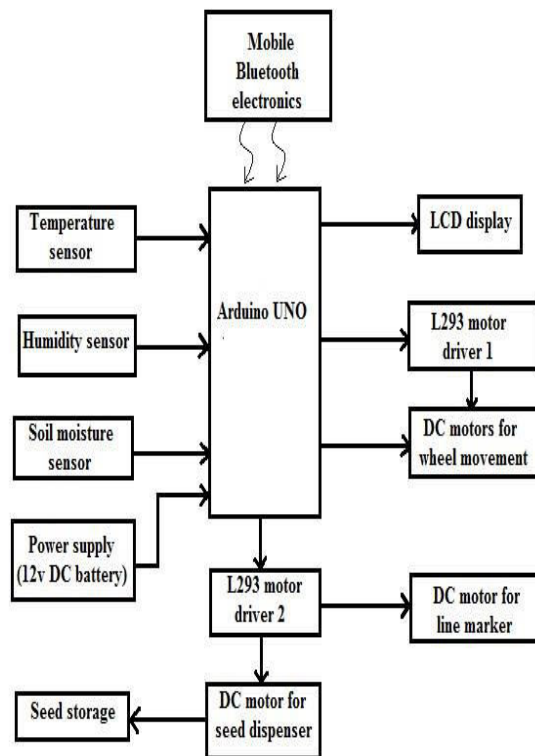 Mobile
Bluetooth
electronics
Temperature
sensor
LCD display
Arduino UNO
Humidity sensor
L293 motor
driver 1
Soil moisture
sensor
DC motors for
wheel movement
Power supply
(12v DC battery)
L293 motor
driver 2
DC motor for
line marker
Seed storage
DC motor for
seed dispenser